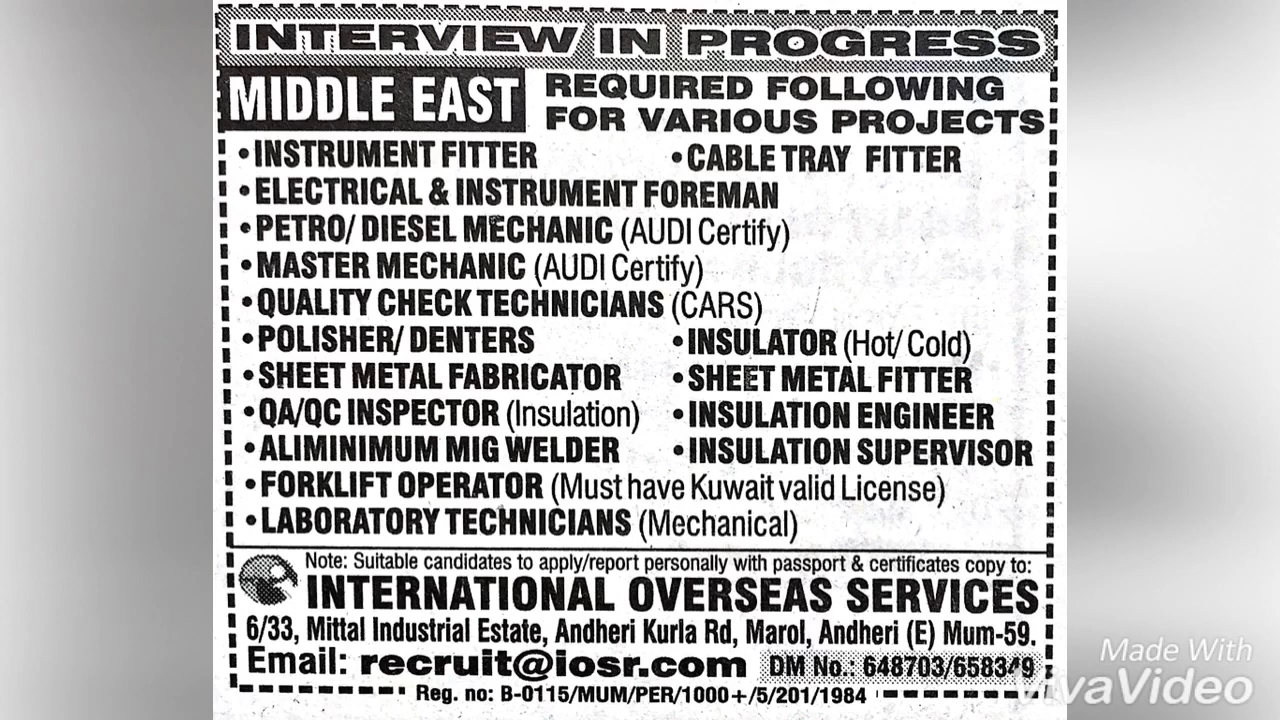 INTERVIEW IN PROGRESS
MIDDLE EAST REQUIRED FOLLOWING
FOR VARIOUS PROJECTS
•INSTRUMENT FITTER •CABLE TRAY FITTER
•ELECTRICAL & INSTRUMENT FOREMAN
•PETRO/ DIESEL MECHANIC (AUDI Certify)
•MASTER MECHANIC (AUDI Certify)
•QUALITY CHECK TECHNICIANS (CARS)
•POLISHER/ DENTERS •INSULATOR (Hot/ Cold)
•SHEET METAL FABRICATOR •SHEET METAL FITTER
•QA/QC INSPECTOR (Insulation) •INSULATION ENGINEER
•ALIMINIMUM MIG WELDER •INSULATION SUPERVISOR
•FORKLIFT OPERATOR (Must have Kuwait valid License)
•LABORATORY TECHNICIANS (Mechanical)
Note: Suitable candidates to apply/report personally with passport & certificates copy to:
INTERNATIONAL OVERSEAS SERVICES
6/33, Mittal Industrial Estate, Andheri Kurla Rd, Marol, Andheri (E) Mum-59.
Email: recruit@iosr.com DM No.: 648703/658349
Reg. no: B-0115/MUM/PER/1000+/5/201/1984
Made With
VivaVideo